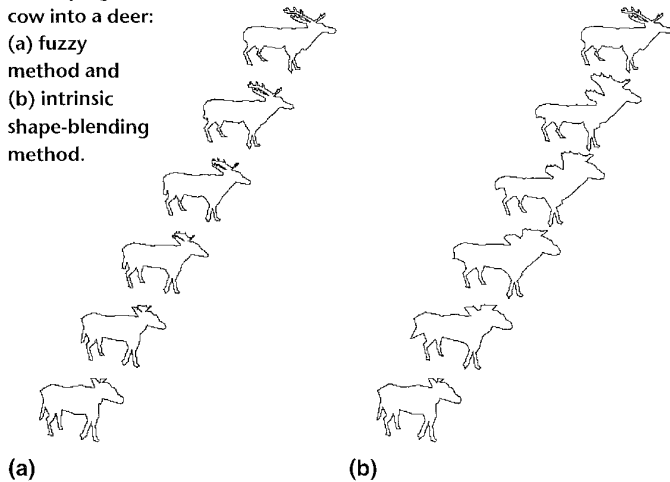 cow into a deer:
(a) fuzzy
method and
(b) intrinsic
shape-blending
method.
(a)
(b)